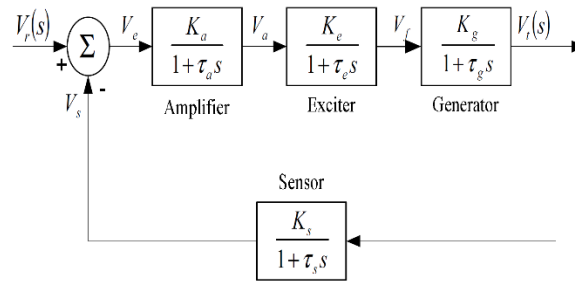 V_r(s)
+
Σ
-
V_e
K_a
1+τ_a s
Amplifier
V_a
K_e
1+τ_e s
Exciter
V_f
K_g
1+τ_g s
Generator
V_t(s)
V_s
Sensor
K_s
1+τ_s s